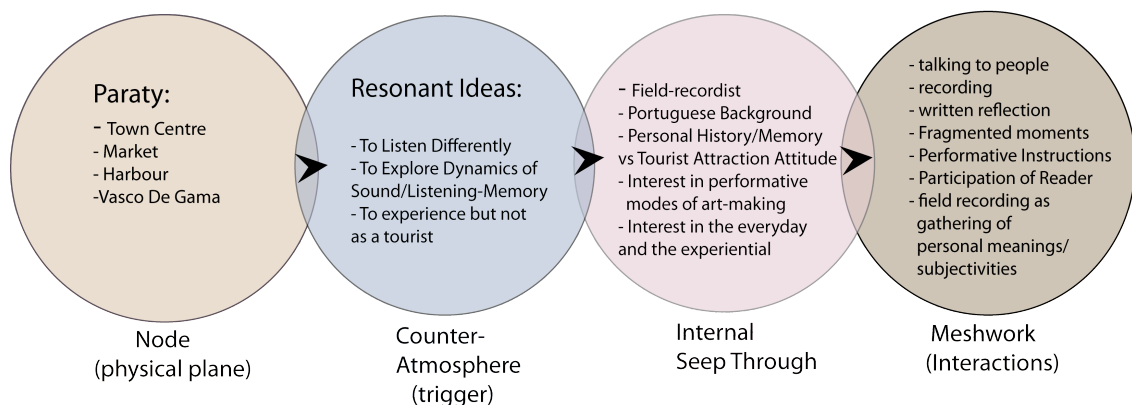 Paraty:
- Town Centre
- Market
- Harbour
-Vasco De Gama
Node
(physical plane)
Resonant Ideas:
- To Listen Differently
- To Explore Dynamics of
Sound/Listening-Memory
- To experience but not
as a tourist
Counter-
Atmosphere
(trigger)
- Field-recordist
- Portuguese Background
- Personal History/Memory
vs Tourist Attraction Attitude
- Interest in performative
modes of art-making
- Interest in the everyday
and the experiential
Internal
Seep Through
- talking to people
- recording
- written reflection
- Fragmented moments
- Performative Instructions
- Participation of Reader
- field recording as
gathering of
personal meanings/
subjectivities
Meshwork
(Interactions)